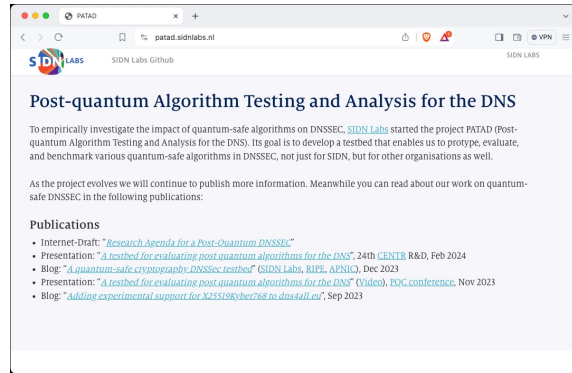 PATAD
patad.sidnlabs.nl
VPN
SIDN LABS
SIDN Labs Github
SIDN LABS
Post-quantum Algorithm Testing and Analysis for the DNS
To empirically investigate the impact of quantum-safe algorithms on DNSSEC, SIDN Labs started the project PATAD (Post-
quantum Algorithm Testing and Analysis for the DNS). Its goal is to develop a testbed that enables us to protype, evaluate,
and benchmark various quantum-safe algorithms in DNSSEC, not just for SIDN, but for other organisations as well.
As the project evolves we will continue to publish more information. Meanwhile you can read about our work on quantum-
safe DNSSEC in the following publications:
Publications
• Internet-Draft: "Research Agenda for a Post-Quantum DNSSEC"
• Presentation: "A testbed for evaluating post quantum algorithms for the DNS", 24th CENTR R&D, Feb 2024
• Blog: "A quantum-safe cryptography DNSSec testbed" (SIDN Labs, RIPE, APNIC), Dec 2023
• Presentation: "A testbed for evaluating post quantum algorithms for the DNS" (Video), PQC conference, Nov 2023
• Blog: "Adding experimental support for X25519Kyber768 to dns4all.eu", Sep 2023